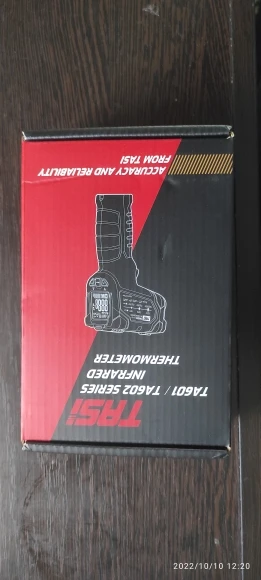 TASI
TA601 / TA602 SERIES
INFRARED
THERMOMETER
ACCURACY AND RELIABILITY
FROM TASI
2022/10/10 12:20